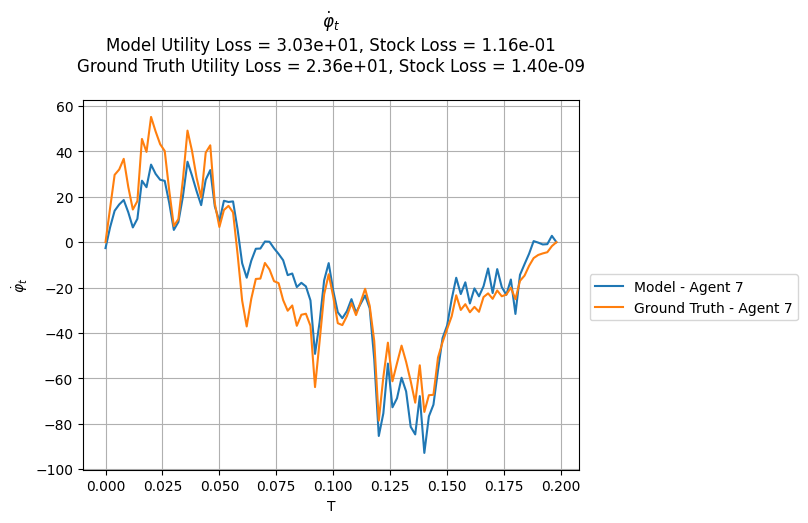 φ̇_t
Model Utility Loss = 3.03e+01, Stock Loss = 1.16e-01
Ground Truth Utility Loss = 2.36e+01, Stock Loss = 1.40e-09
60
40
20
0
−20
−40
−60
−80
−100
φ̇_t
0.000 0.025 0.050 0.075 0.100 0.125 0.150 0.175 0.200
T
Model - Agent 7
Ground Truth - Agent 7